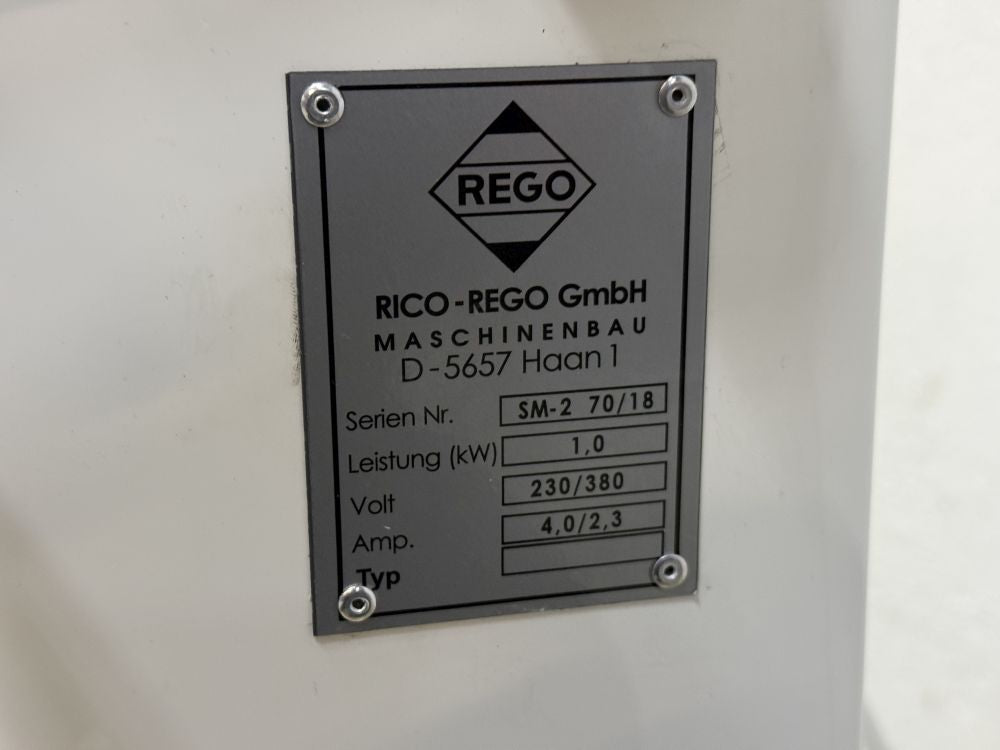 REGO
RICO-REGO GmbH
MASCHINENBAU
D-5657 Haan 1
Serien Nr. SM-2 70/18
Leistung (kW) 1,0
Volt 230/380
Amp. 4,0/2,3
Typ